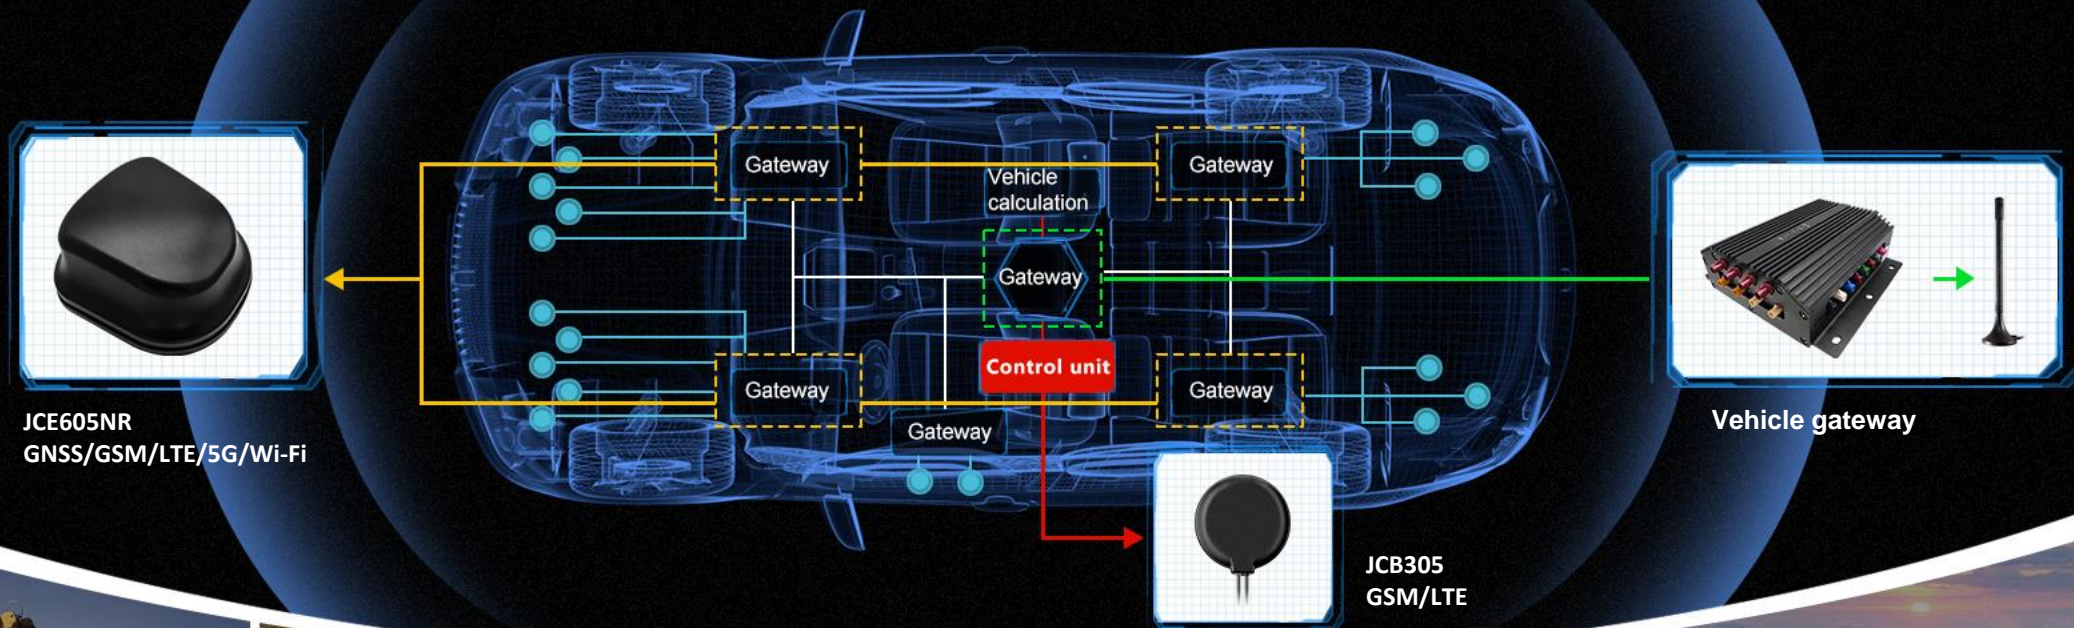 Gateway
Gateway
Vehicle
calculation
Gateway
Control unit
Gateway
Gateway
Gateway
JCE605NR
GNSS/GSM/LTE/5G/Wi-Fi
Vehicle gateway
JCB305
GSM/LTE